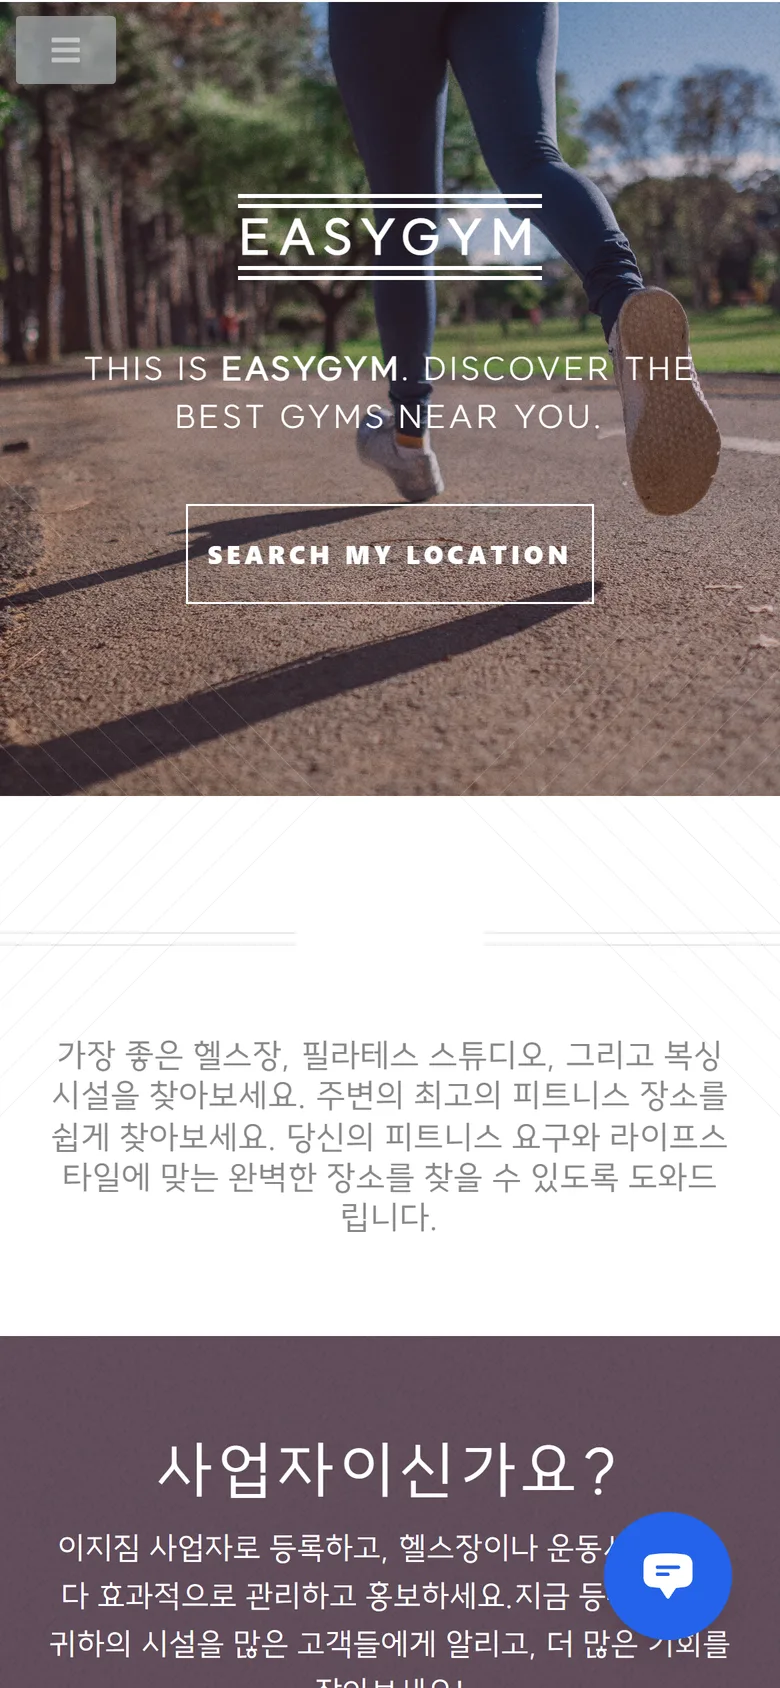 EASYGYM
THIS IS EASYGYM. DISCOVER THE
BEST GYMS NEAR YOU.
SEARCH MY LOCATION
가장 좋은 헬스장, 필라테스 스튜디오, 그리고 복싱
시설을 찾아보세요. 주변의 최고의 피트니스 장소를
쉽게 찾아보세요. 당신의 피트니스 요구와 라이프스
타일에 맞는 완벽한 장소를 찾을 수 있도록 도와드
립니다.
사업자이신가요?
이지짐 사업자로 등록하고, 헬스장이나
다 효과적으로 관리하고 홍보하세요.지금
귀하의 시설을 많은 고객들에게 알리고, 더 많은 기회를